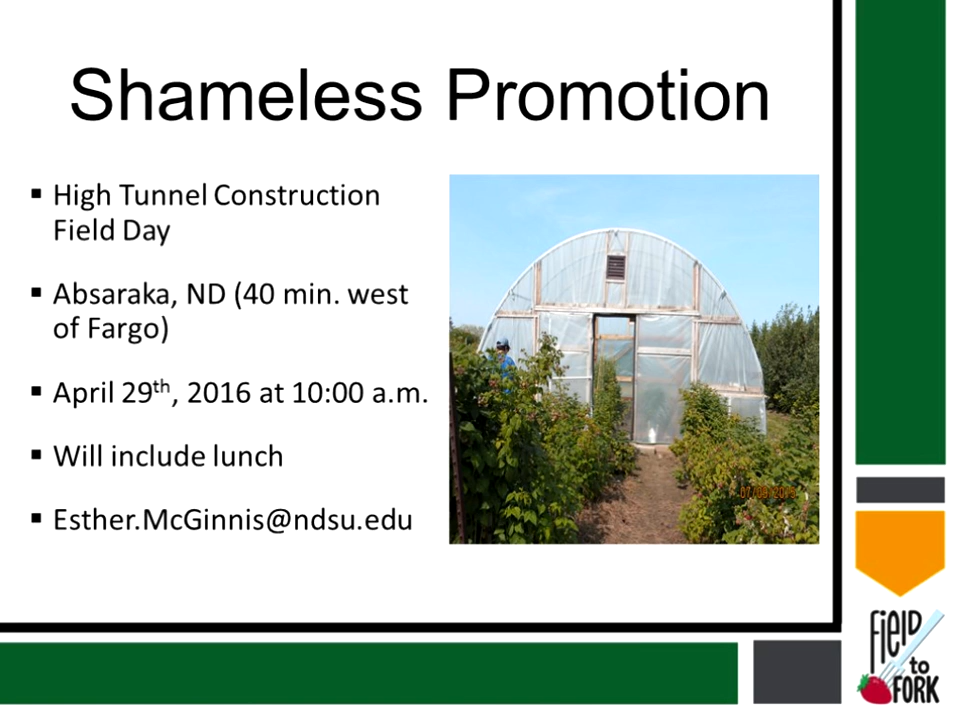 Shameless Promotion
▪ High Tunnel Construction
Field Day
▪ Absaraka, ND (40 min. west
of Fargo)
▪ April 29th, 2016 at 10:00 a.m.
▪ Will include lunch
▪ Esther.McGinnis@ndsu.edu
FiELD
to
FORK